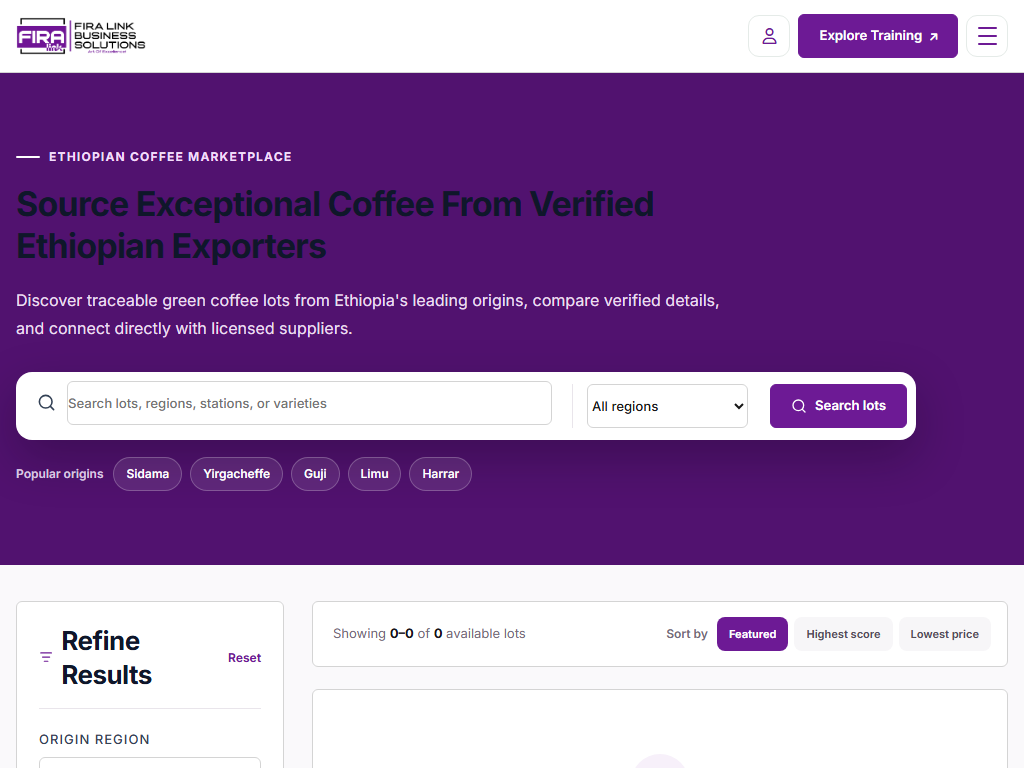 FIRA
link
FIRA LINK
BUSINESS
SOLUTIONS
Explore Training
ETHIOPIAN COFFEE MARKETPLACE
Source Exceptional Coffee From Verified
Ethiopian Exporters
Discover traceable green coffee lots from Ethiopia's leading origins, compare verified details,
and connect directly with licensed suppliers.
Search lots, regions, stations, or varieties
All regions
Search lots
Popular origins Sidama Yirgacheffe Guji Limu Harrar
Refine
Results
Reset
ORIGIN REGION
Showing 0–0 of 0 available lots
Sort by Featured Highest score Lowest price